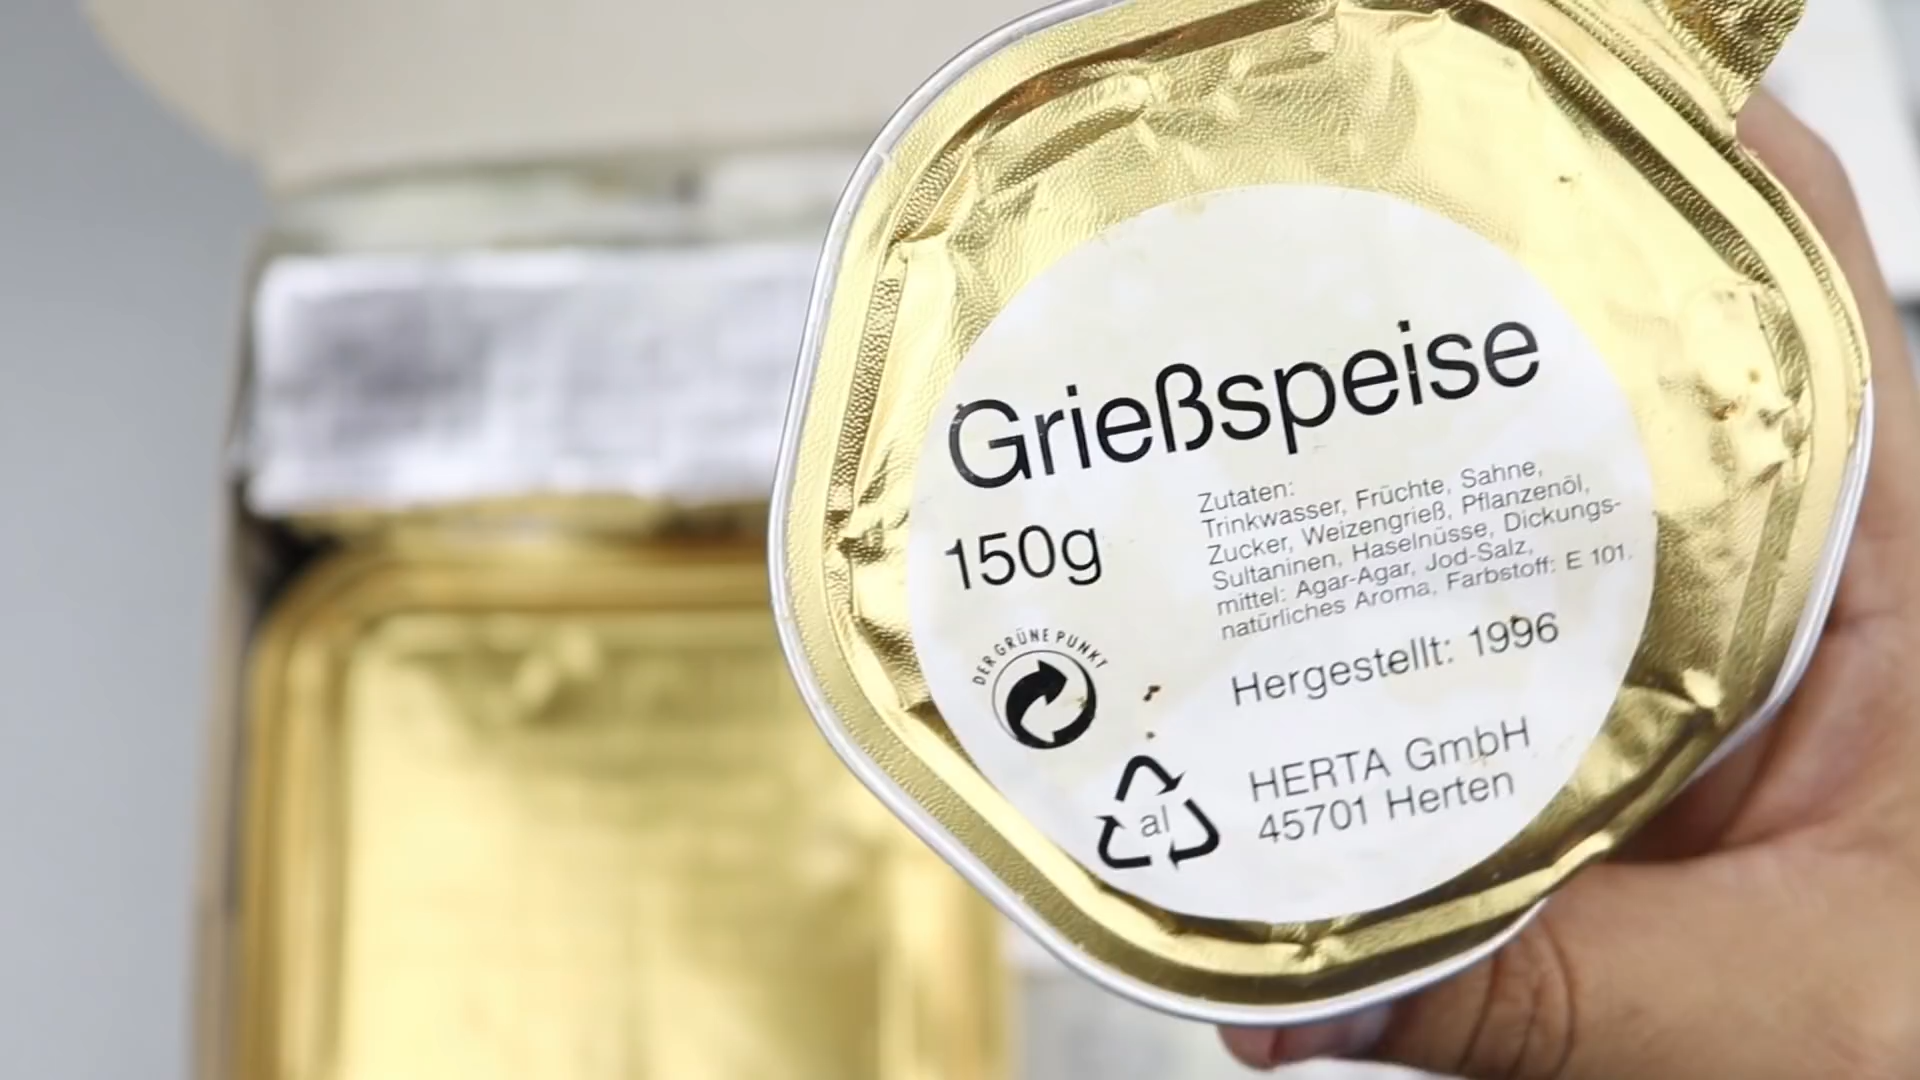 Grießspeise
150g
Zutaten:
Trinkwasser, Früchte, Sahne,
Zucker, Weizengrieß, Pflanzenöl,
Sultaninen, Haselnüsse, Dickungs-
mittel: Agar-Agar, Jod-Salz,
natürliches Aroma, Farbstoff: E 101.
Hergestellt: 1996
DER GRÜNE PUNKT
al
HERTA GmbH
45701 Herten